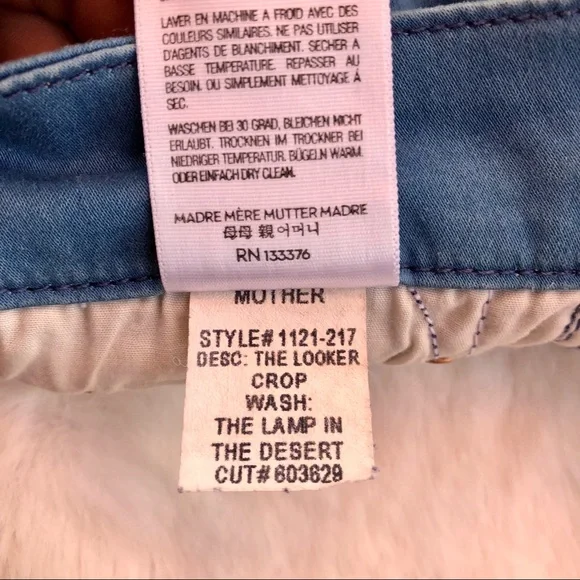 LAVER EN MACHINE A FROID AVEC DES
COULEURS SIMILAIRES. NE PAS UTILISER
D'AGENTS DE BLANCHIMENT. SECHER A
BASSE TEMPERATURE. REPASSER AU
BESOIN. OU SIMPLEMENT METTOYAGE À
SEC.
WASCHEN BEI 30 GRAD, BLEICHEN NICHT
ERLAUBT. TROCKNEN IM TROCKNER BEI
NIEDRIGER TEMPERATUR. BÜGELN WARM.
ODER EINFACH DRY CLEAN.
MADRE MÈRE MUTTER MADRE
母母親어머니
RN 133376
MOTHER
STYLE# 1121-217
DESC: THE LOOKER
CROP
WASH:
THE LAMP IN
THE DESERT
CUT# 603629